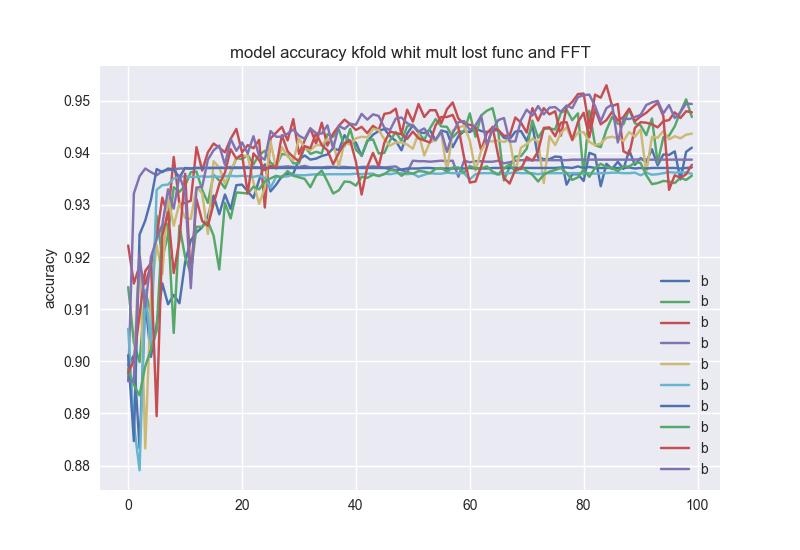 model accuracy kfold whit mult lost func and FFT
accuracy
0.95
0.94
0.93
0.92
0.91
0.90
0.89
0.88
0 20 40 60 80 100
b
b
b
b
b
b
b
b
b
b